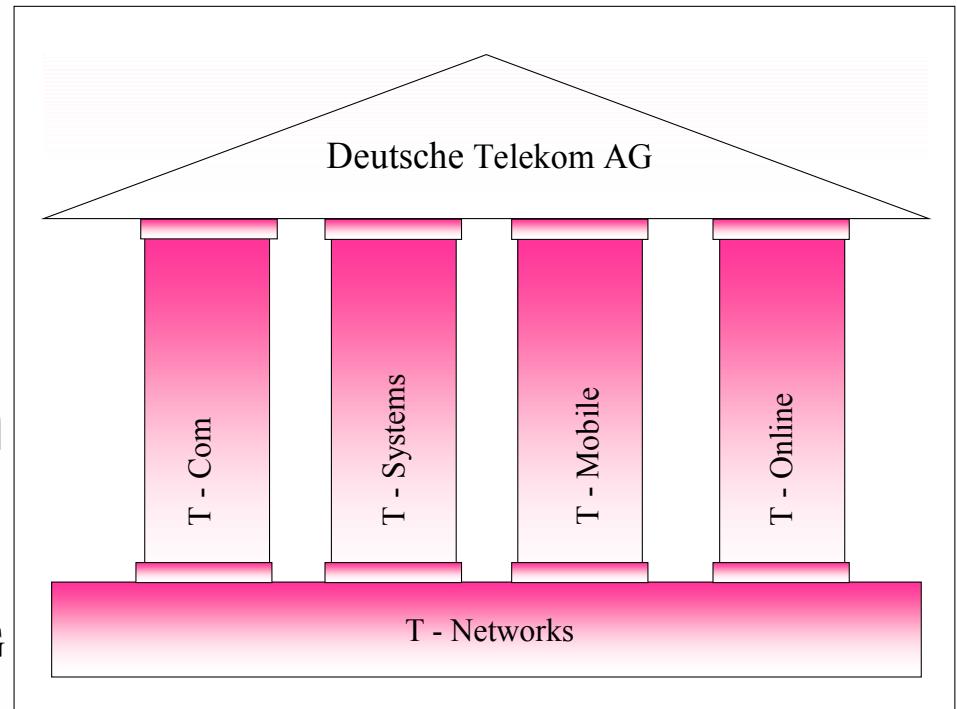 Deutsche Telekom AG
T - Com
T - Systems
T - Mobile
T - Online
T - Networks